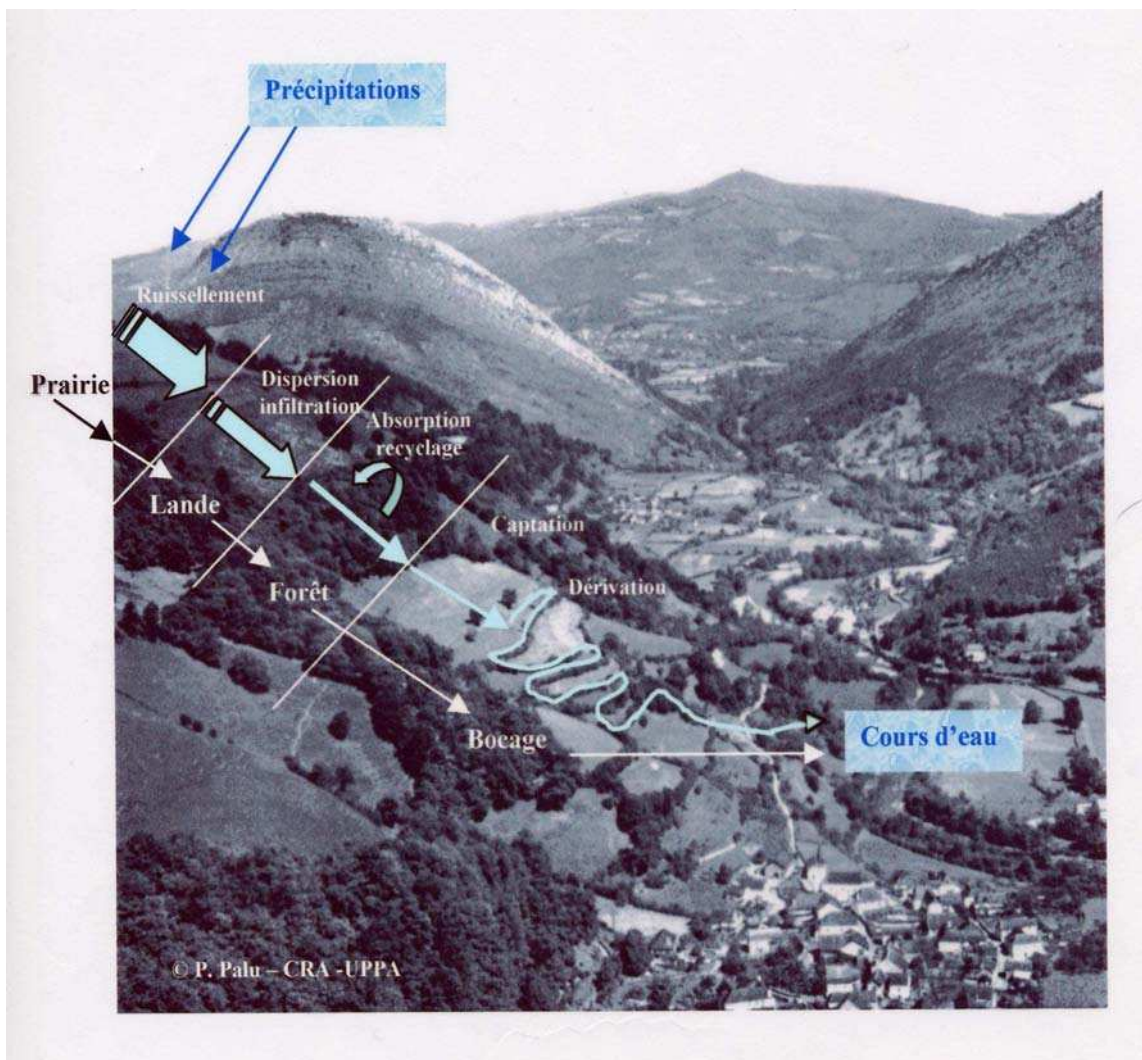 Précipitations
Ruissellement
Prairie
Dispersion
infiltration
Absorption
recyclage
Lande
Captation
Forêt
Dérivation
Bocage
Cours d’eau
© P. Palu – CRA -UPPA